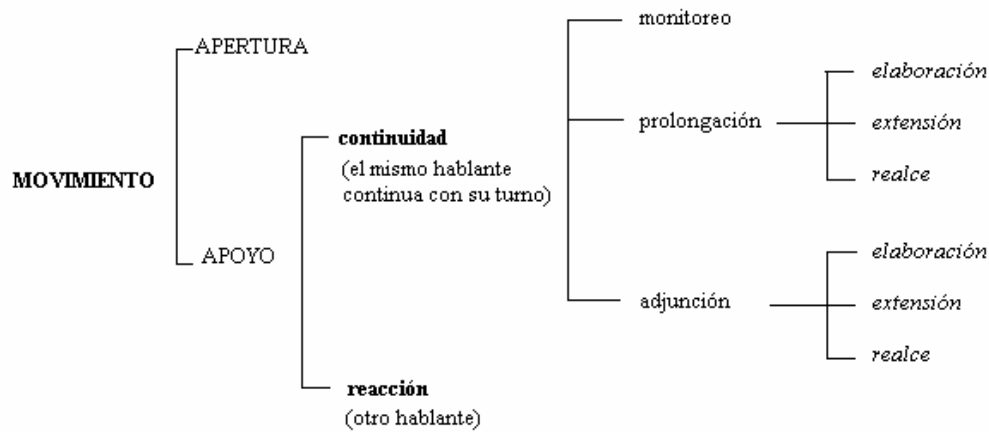 MOVIMIENTO
APERTURA
APOYO
continuidad
(el mismo hablante
continua con su turno)
reacción
(otro hablante)
monitoreo
prolongación
elaboración
extensión
realce
adjunción
elaboración
extensión
realce